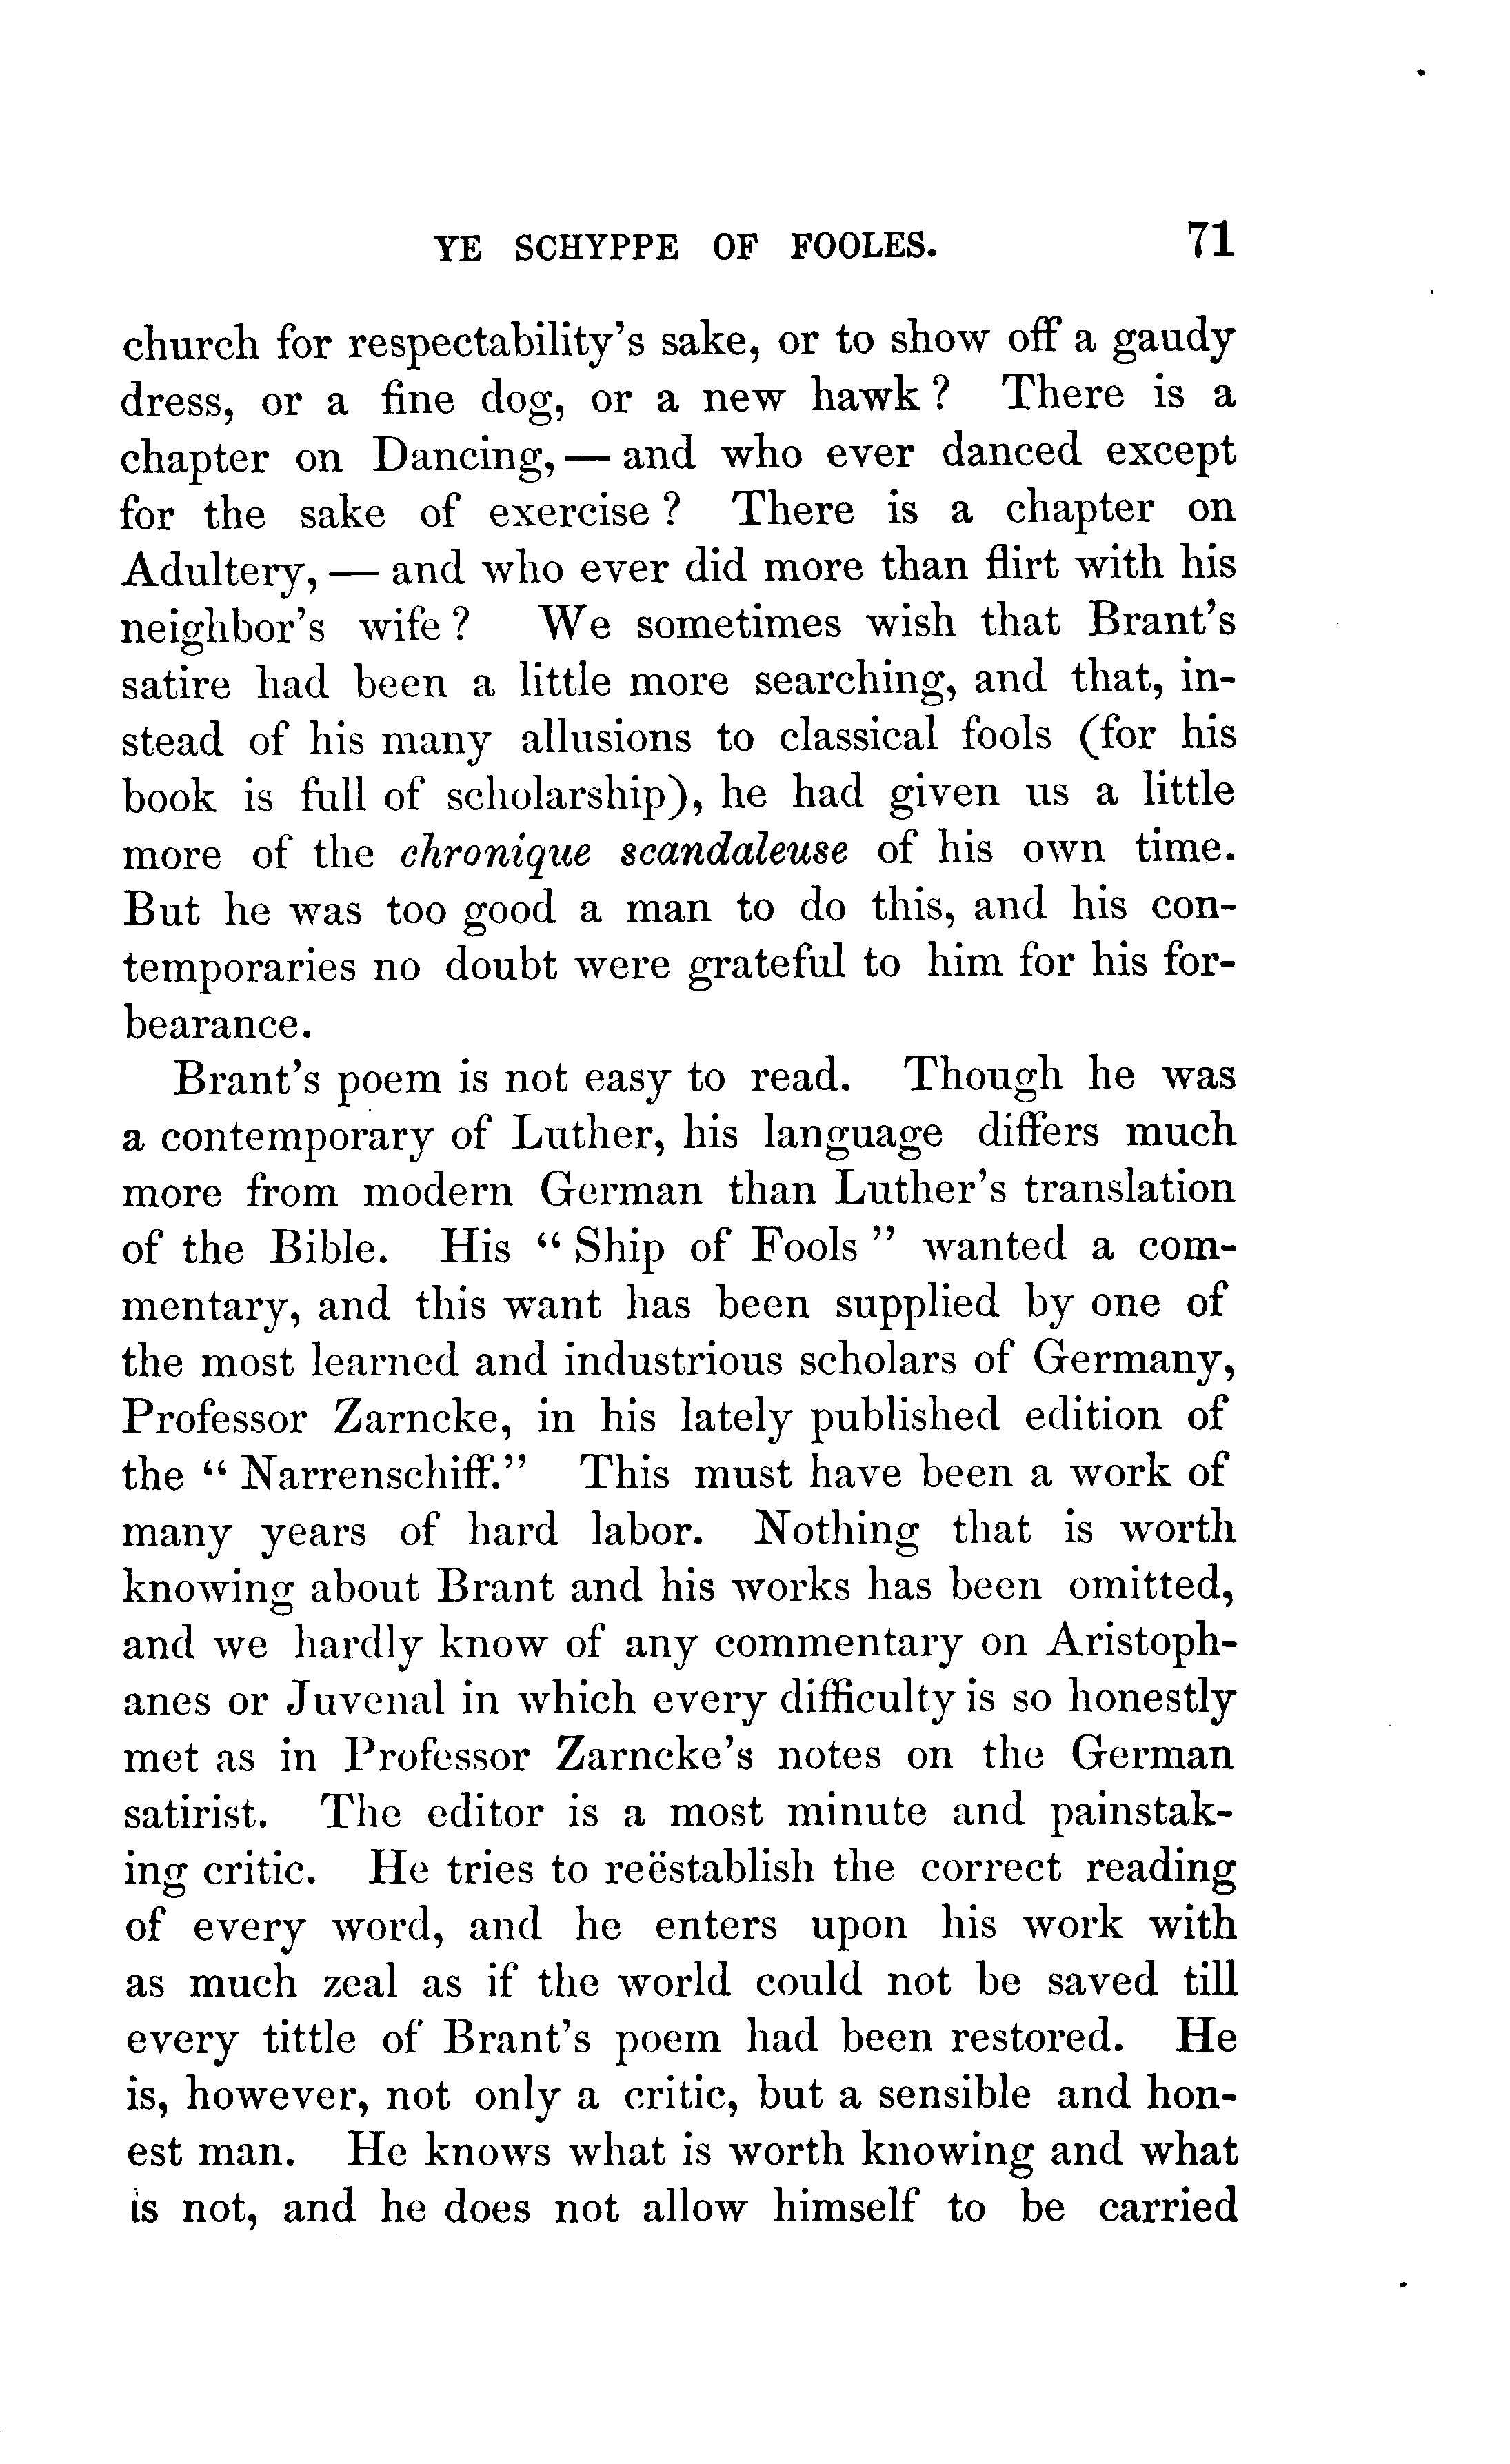 YE SCHYPPE OF FOOLES. 71
church for respectability's sake, or to show off a gaudy
dress, or a fine dog, or a new hawk? There is a
chapter on Dancing, — and who ever danced except
for the sake of exercise? There is a chapter on
Adultery, — and who ever did more than flirt with his
neighbor's wife? We sometimes wish that Brant's
satire had been a little more searching, and that, in-
stead of his many allusions to classical fools (for his
book is full of scholarship), he had given us a little
more of the chronique scandaleuse of his own time.
But he was too good a man to do this, and his con-
temporaries no doubt were grateful to him for his for-
bearance.
Brant's poem is not easy to read. Though he was
a contemporary of Luther, his language differs much
more from modern German than Luther's translation
of the Bible. His “Ship of Fools” wanted a com-
mentary, and this want has been supplied by one of
the most learned and industrious scholars of Germany,
Professor Zarncke, in his lately published edition of
the “Narrenschiff.” This must have been a work of
many years of hard labor. Nothing that is worth
knowing about Brant and his works has been omitted,
and we hardly know of any commentary on Aristoph-
anes or Juvenal in which every difficulty is so honestly
met as in Professor Zarncke's notes on the German
satirist. The editor is a most minute and painstak-
ing critic. He tries to reëstablish the correct reading
of every word, and he enters upon his work with
as much zeal as if the world could not be saved till
every tittle of Brant's poem had been restored. He
is, however, not only a critic, but a sensible and hon-
est man. He knows what is worth knowing and what
is not, and he does not allow himself to be carried